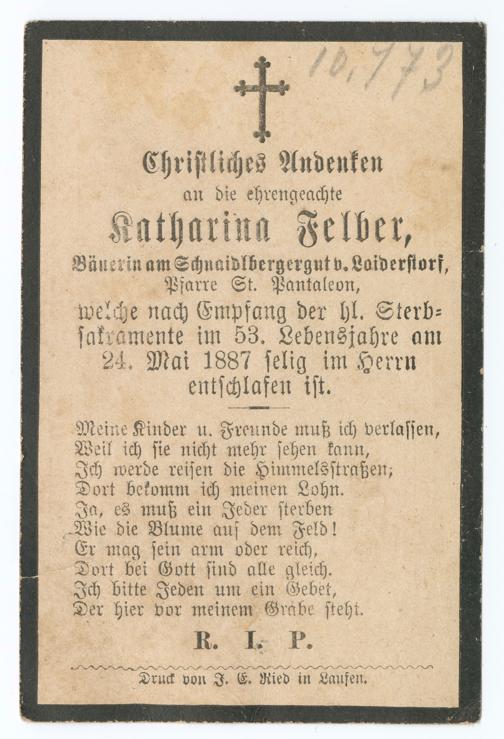 10.773
Christliches Andenken
an die ehrengeachte
Katharina Felber,
Bäuerin am Schnaidlbergergut v. Loiderstorf,
Pfarre St. Pantaleon,
welche nach Empfang der hl. Sterb=
sakramente im 53. Lebensjahre am
24. Mai 1887 selig im Herrn
entschlafen ist.
Meine Kinder u. Freunde muß ich verlassen,
Weil ich sie nicht mehr sehen kann,
Ich werde reisen die Himmelsstraßen;
Dort bekomm ich meinen Lohn.
Ja, es muß ein Jeder sterben
Wie die Blume auf dem Feld!
Er mag sein arm oder reich,
Dort bei Gott sind alle gleich.
Ich bitte Jeden um ein Gebet,
Der hier vor meinem Grabe steht.
R. I. P.
Druck von J. E. Ried in Laufen.